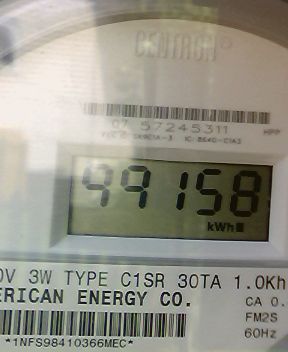 CENTRON®
07 57245311 HPP
99158
kWh
0V 3W TYPE C1SR 30TA 1.0Kh
ERICAN ENERGY CO. CA 0.
FM2S
*1NFS98410366MEC* 60Hz